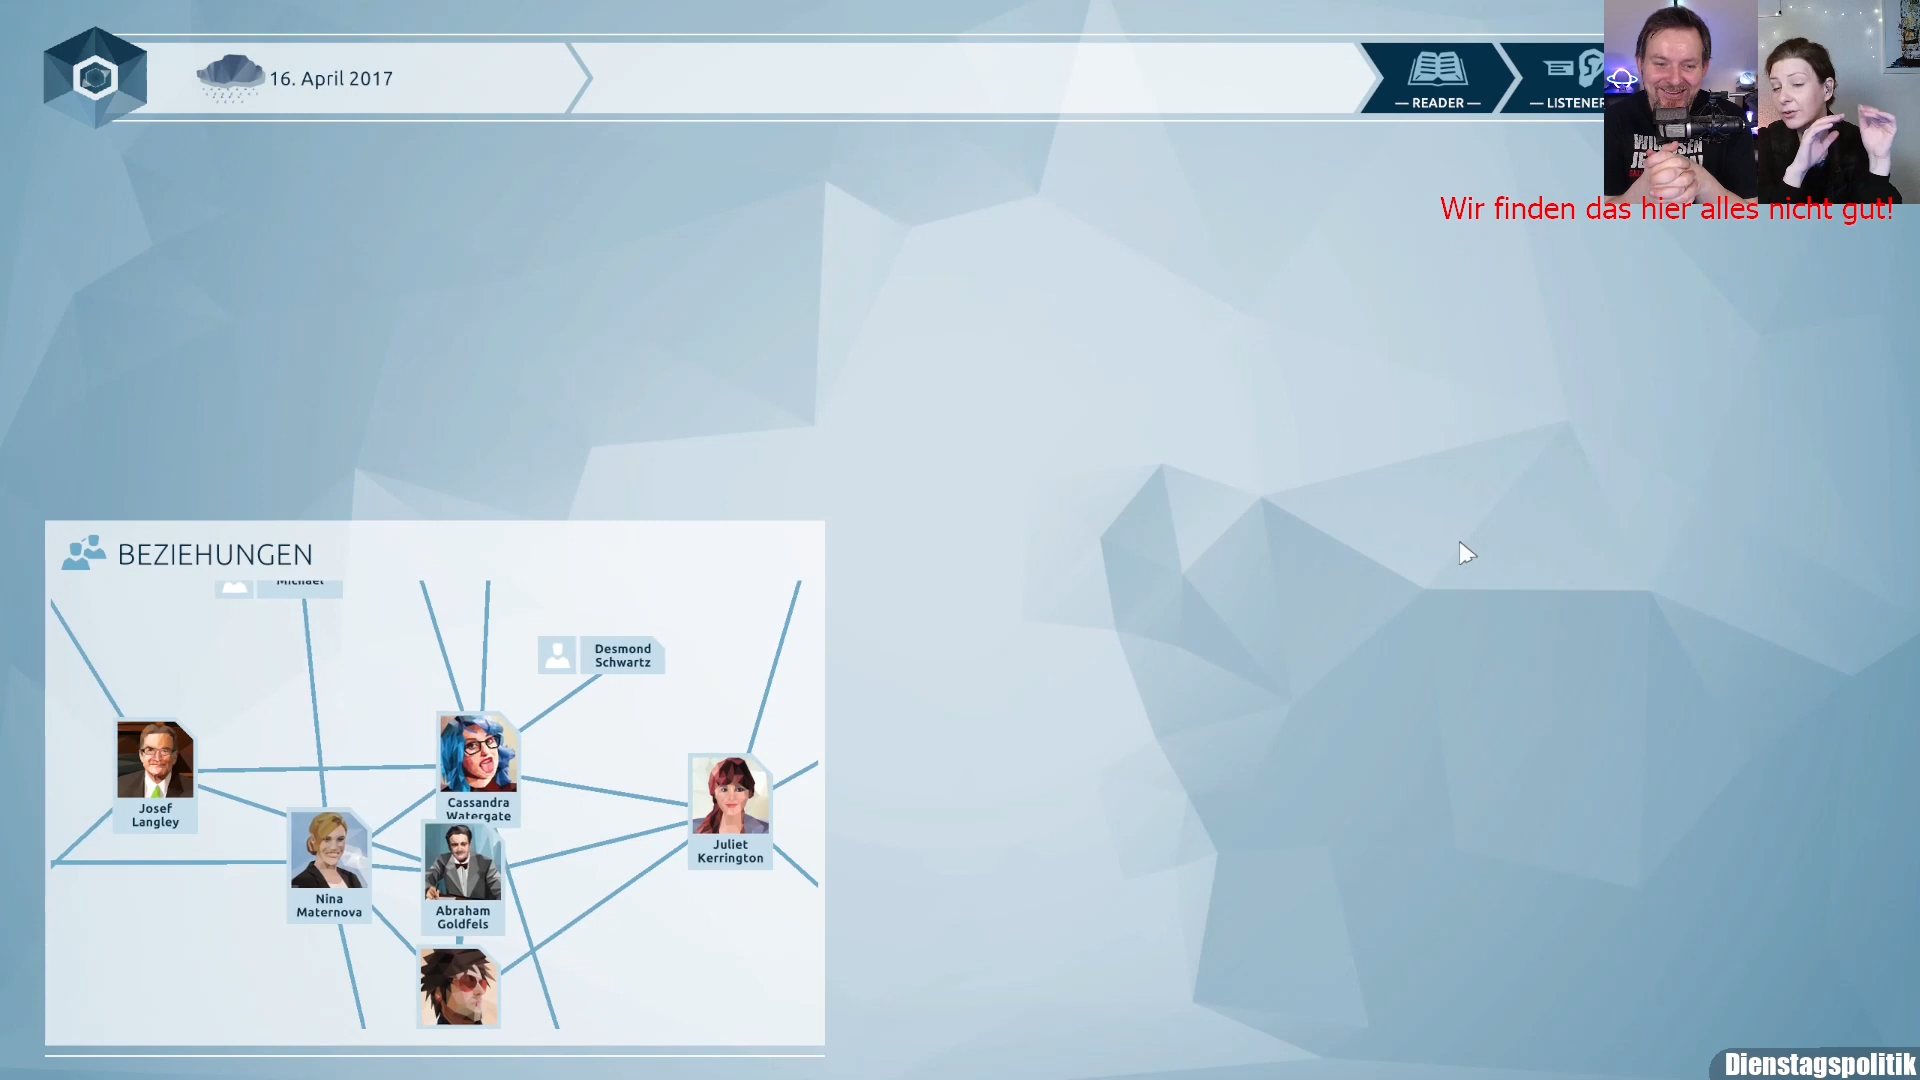 16. April 2017
— READER —
— LISTENER
Wir finden das hier alles nicht gut!
BEZIEHUNGEN
Michael
Desmond
Schwartz
Josef
Langley
Cassandra
Watergate
Juliet
Kerrington
Nina
Maternova
Abraham
Goldfels
Dienstagspolitik